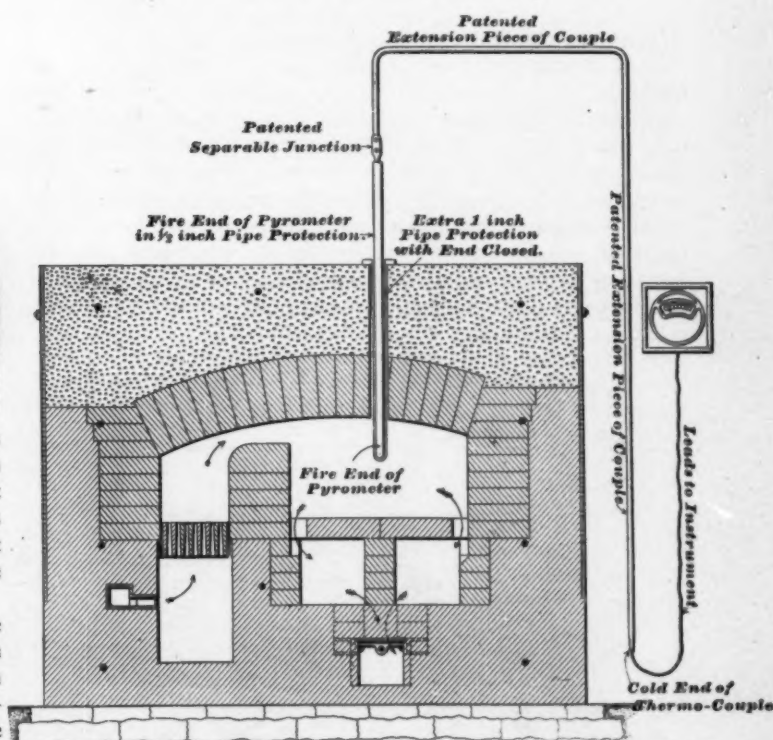 Patented
Extension Piece of Couple
Patented
Separable Junction
Fire End of Pyrometer
in ½ inch Pipe Protection.
Extra 1 inch
Pipe Protection
with End Closed.
Patented Extension Piece of Couple
Fire End of
Pyrometer
Leads to Instrument
Cold End of
Thermo-Couple